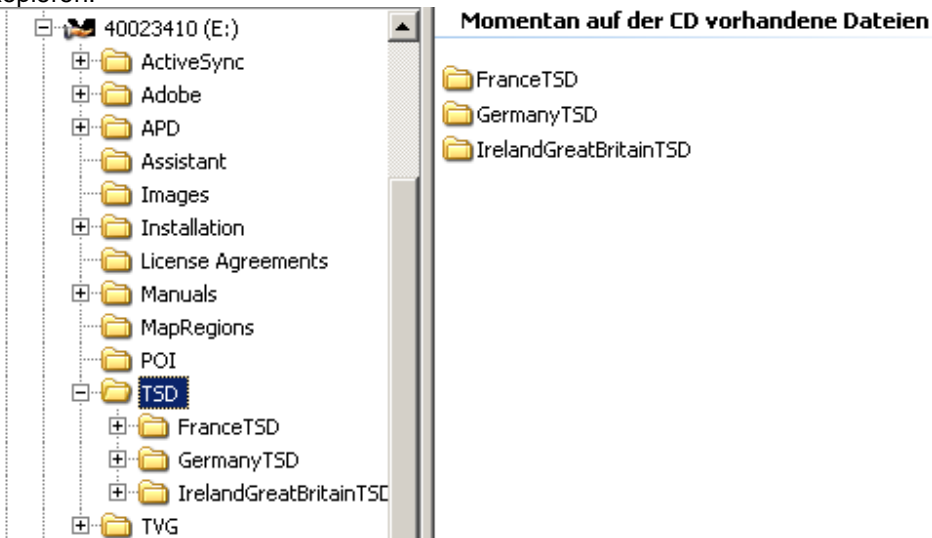 kopieren.
40023410 (E:)
ActiveSync
Adobe
APD
Assistant
Images
Installation
License Agreements
Manuals
MapRegions
POI
TSD
FranceTSD
GermanyTSD
IrelandGreatBritainTSD
TVG
Momentan auf der CD vorhandene Dateien
FranceTSD
GermanyTSD
IrelandGreatBritainTSD